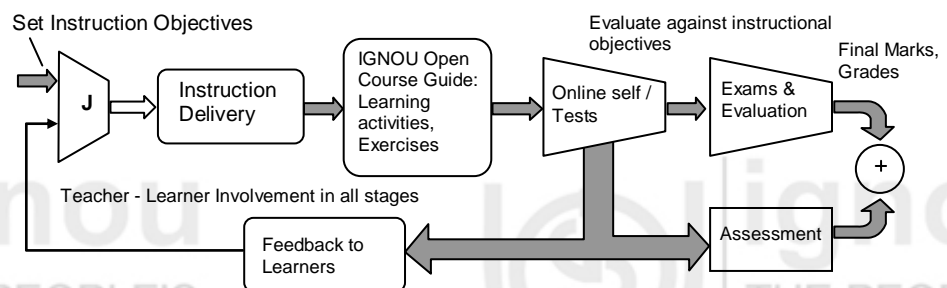 Set Instruction Objectives
Evaluate against instructional
objectives
Final Marks,
Grades
J
Instruction
Delivery
IGNOU Open
Course Guide:
Learning
activities,
Exercises
Online self /
Tests
Exams &
Evaluation
+
Teacher - Learner Involvement in all stages
Feedback to
Learners
Assessment
ignou